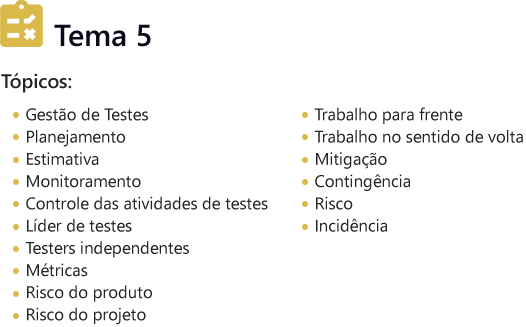 Tema 5
Tópicos:
Gestão de Testes
Planejamento
Estimativa
Monitoramento
Controle das atividades de testes
Líder de testes
Testers independentes
Métricas
Risco do produto
Risco do projeto
Trabalho para frente
Trabalho no sentido de volta
Mitigação
Contingência
Risco
Incidência